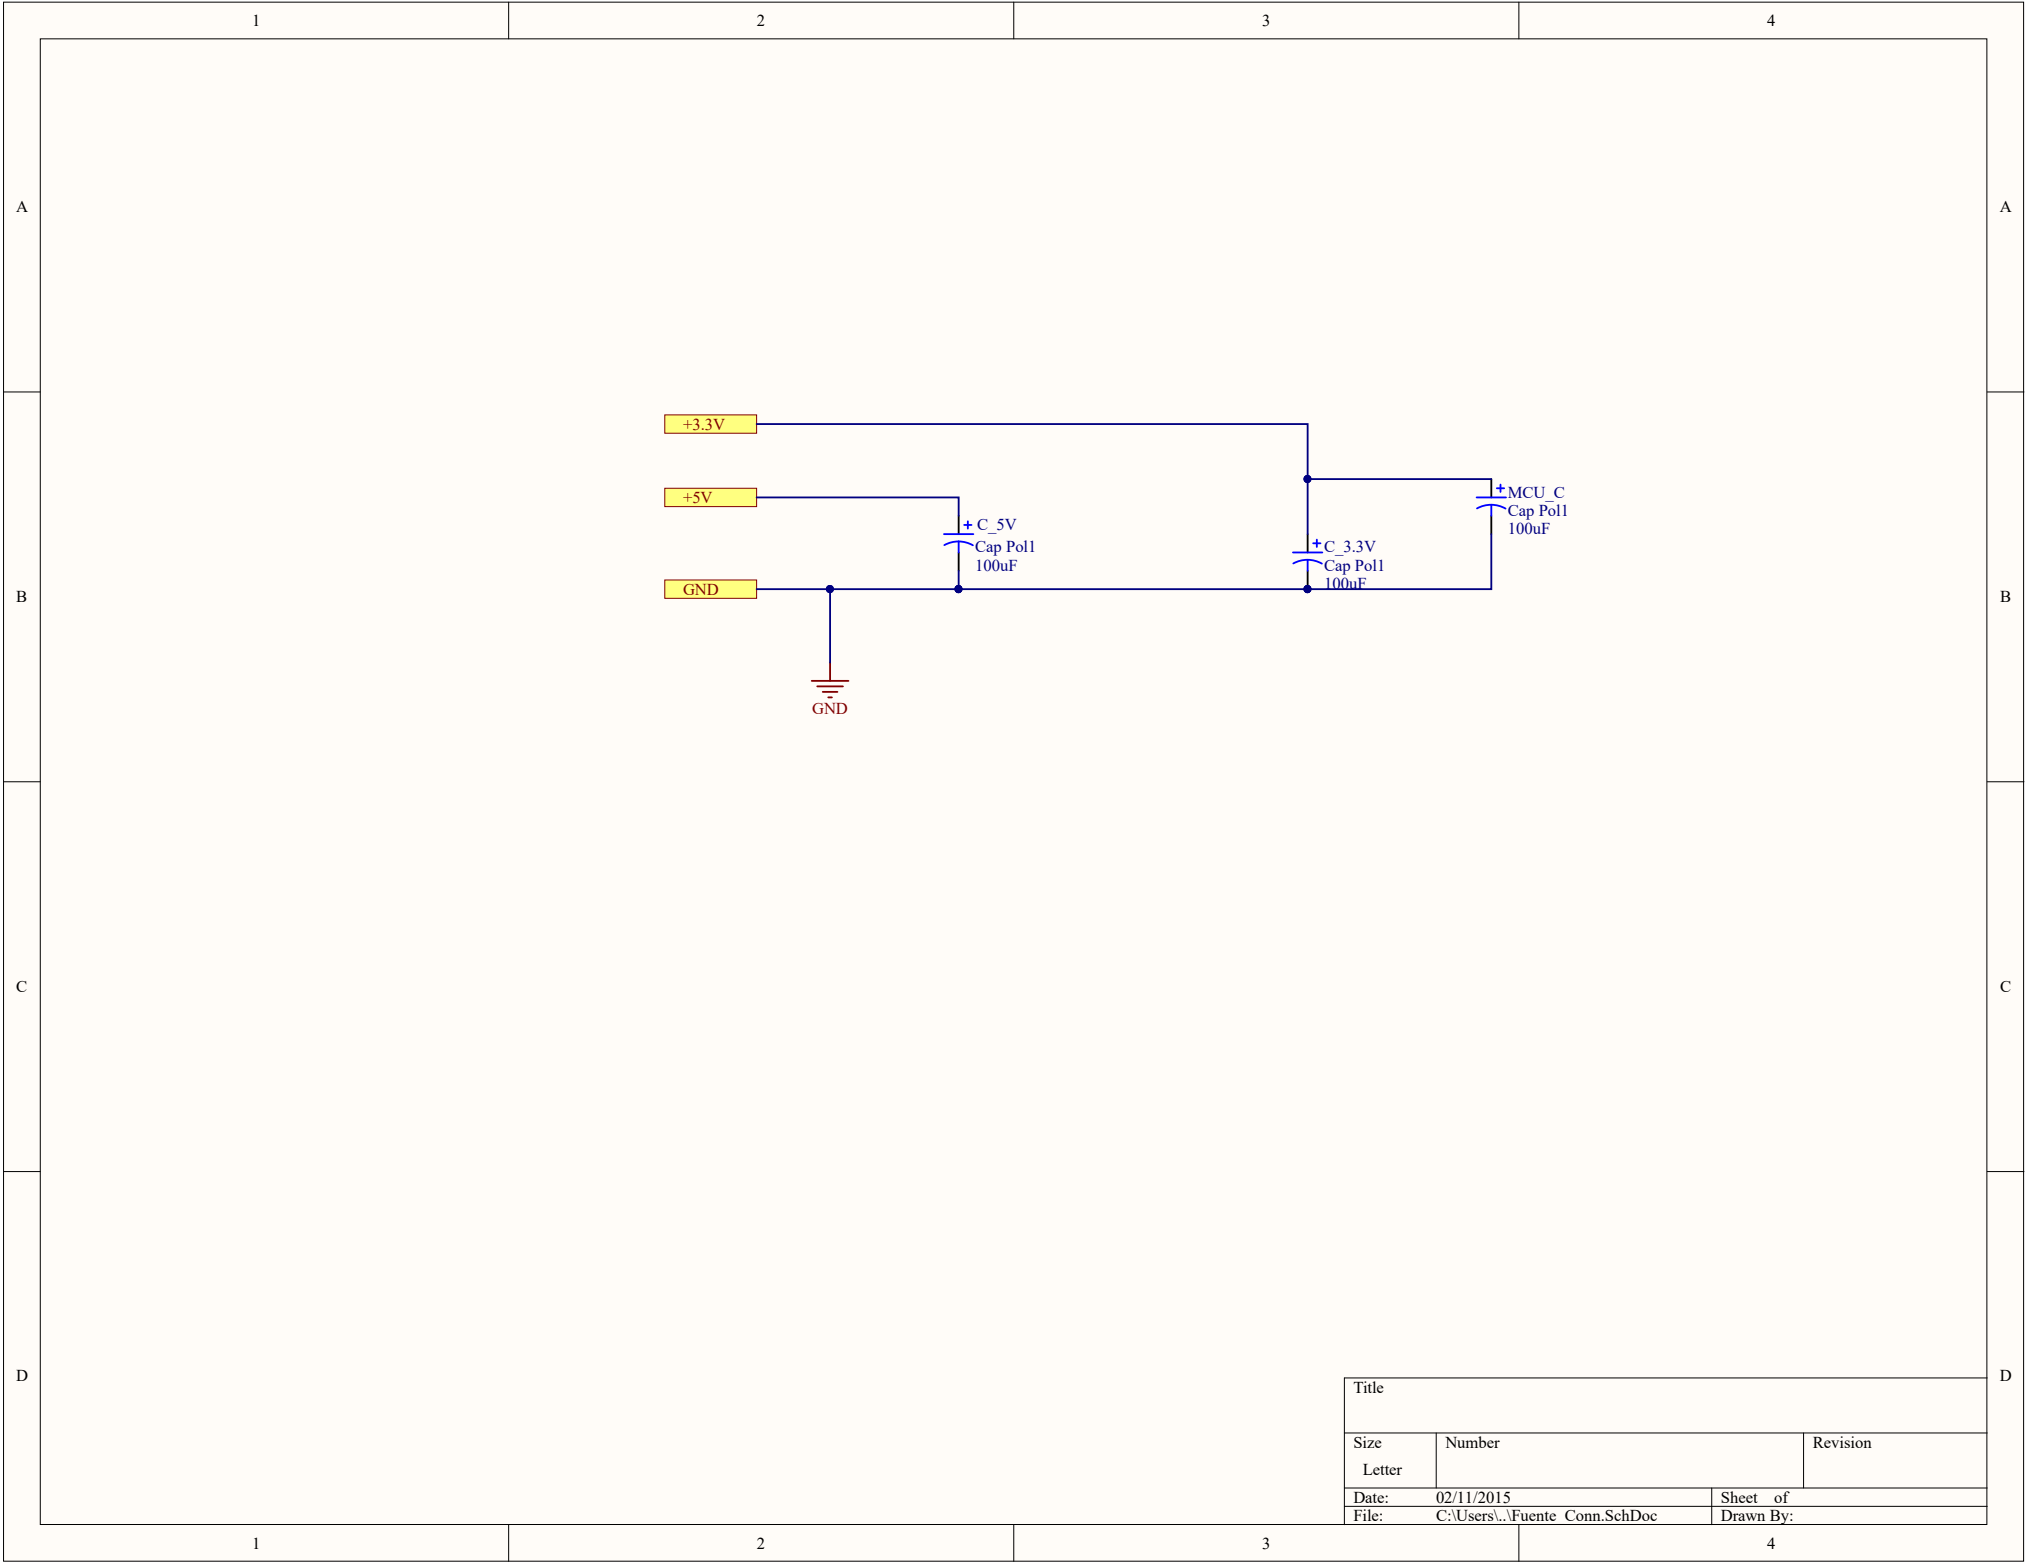 1 2 3 4
A A
+3.3V
+5V
MCU_C
Cap Pol1
100uF
C_5V
Cap Pol1
100uF
C_3.3V
Cap Pol1
100uF
GND
B B
GND
C C
D D
Title
Size Number Revision
Letter
Date: 02/11/2015 Sheet of
File: C:\Users\..\Fuente_Conn.SchDoc Drawn By:
1 2 3 4